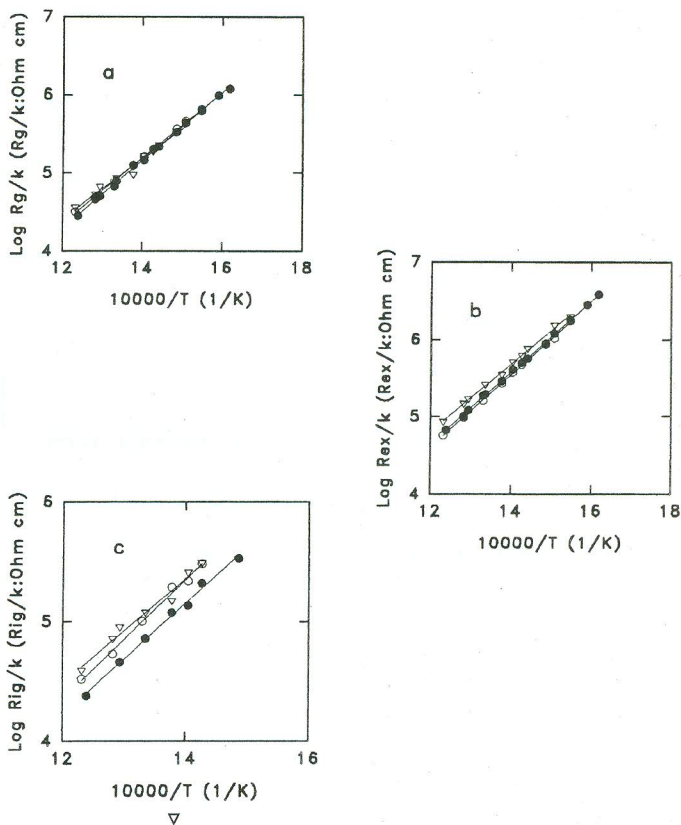 7
6
5
4
Log Rg/k (Rg/k:Ohm cm)
a
12
14
16
18
10000/T (1/K)
7
6
5
4
Log Rex/k (Rex/k:Ohm cm)
b
12
14
16
18
10000/T (1/K)
6
5
4
Log Rig/k (Rig/k:Ohm cm)
c
12
14
16
10000/T (1/K)